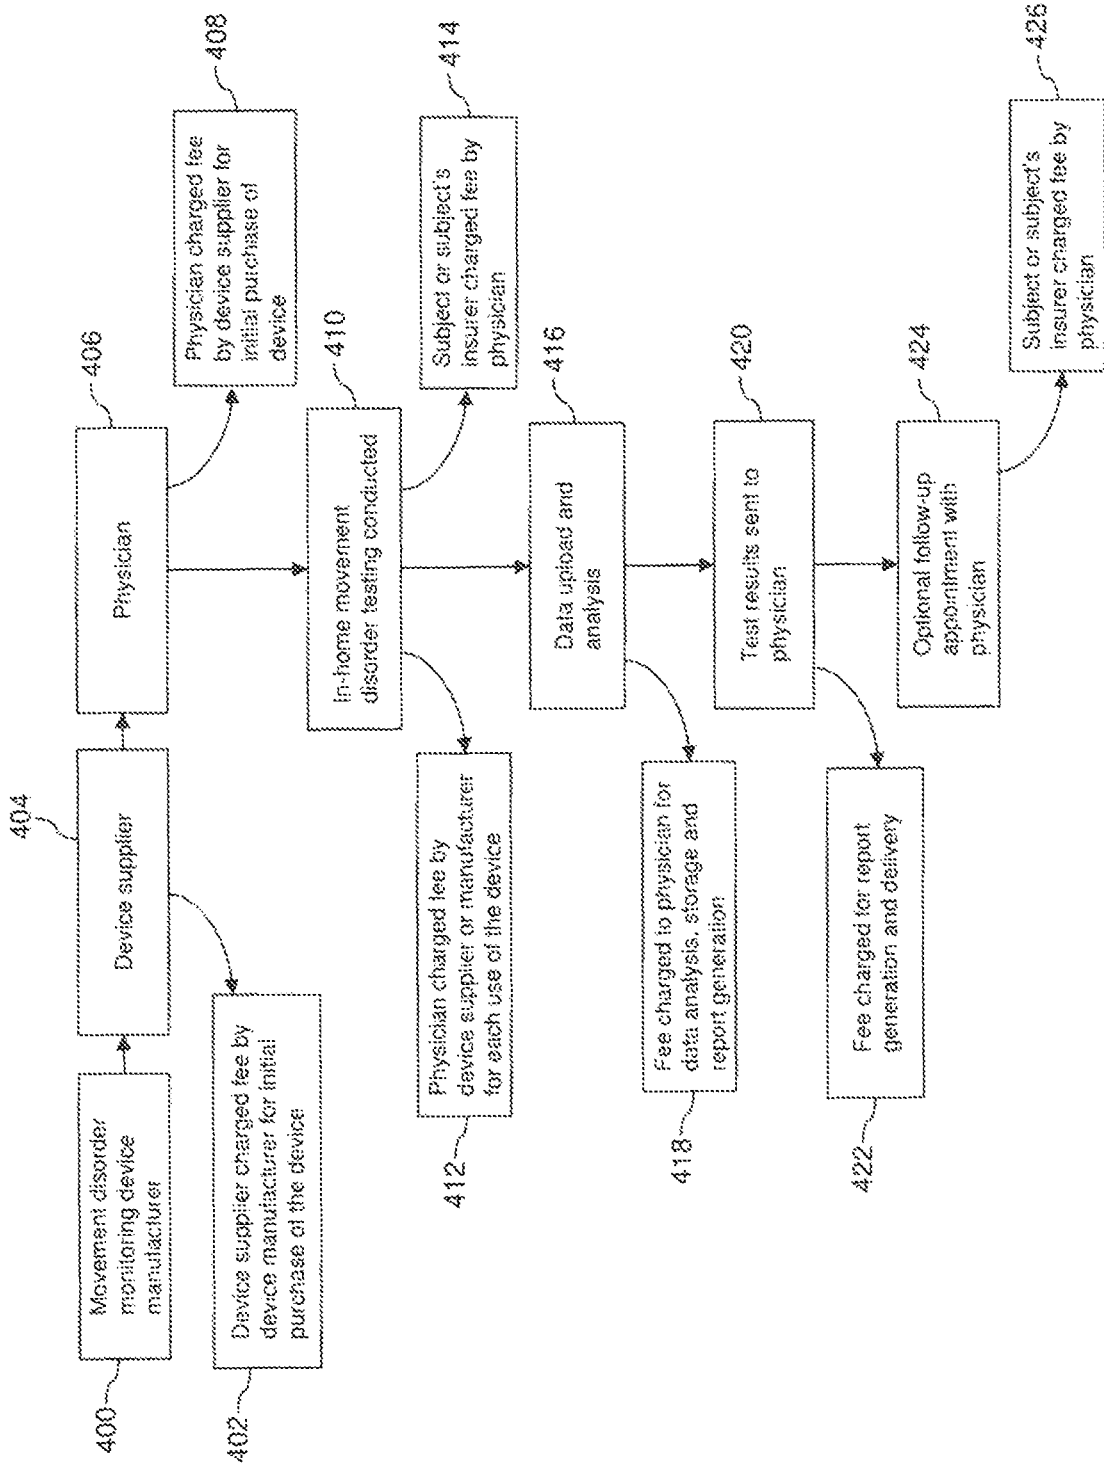 400
Movement disorder
monitoring device
manufacturer
402
Device supplier charged fee by
device manufacturer for initial
purchase of the device
404
Device supplier
406
Physician
408
Physician charged fee
by device supplier for
initial purchase of
device
410
In-home movement
disorder testing conducted
412
Physician charged fee by
device supplier or manufacturer
for each use of the device
414
Subject or subject's
insurer charged fee by
physician
416
Data upload and
analysis
418
Fee charged to physician for
data analysis, storage and
report generation
420
Test results sent to
physician
422
Fee charged for report
generation and delivery
424
Optional follow-up
appointment with
physician
426
Subject or subject's
insurer charged fee by
physician